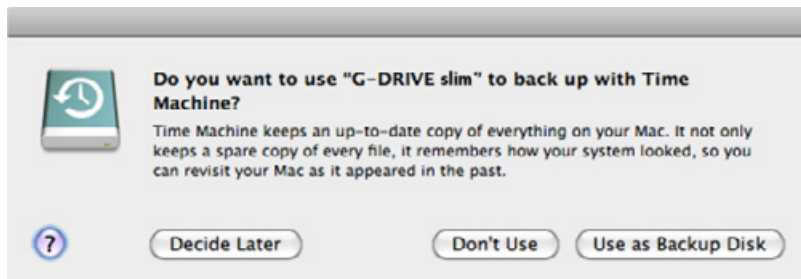 Do you want to use "G-DRIVE slim" to back up with Time
Machine?
Time Machine keeps an up-to-date copy of everything on your Mac. It not only
keeps a spare copy of every file, it remembers how your system looked, so you
can revisit your Mac as it appeared in the past.
? Decide Later Don't Use Use as Backup Disk